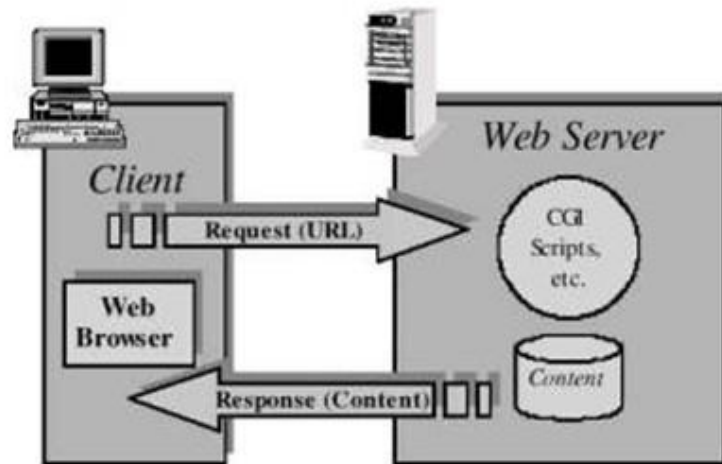 Web Server
Client
Request (URL)
CGI
Scripts,
etc.
Web
Browser
Content
Response (Content)